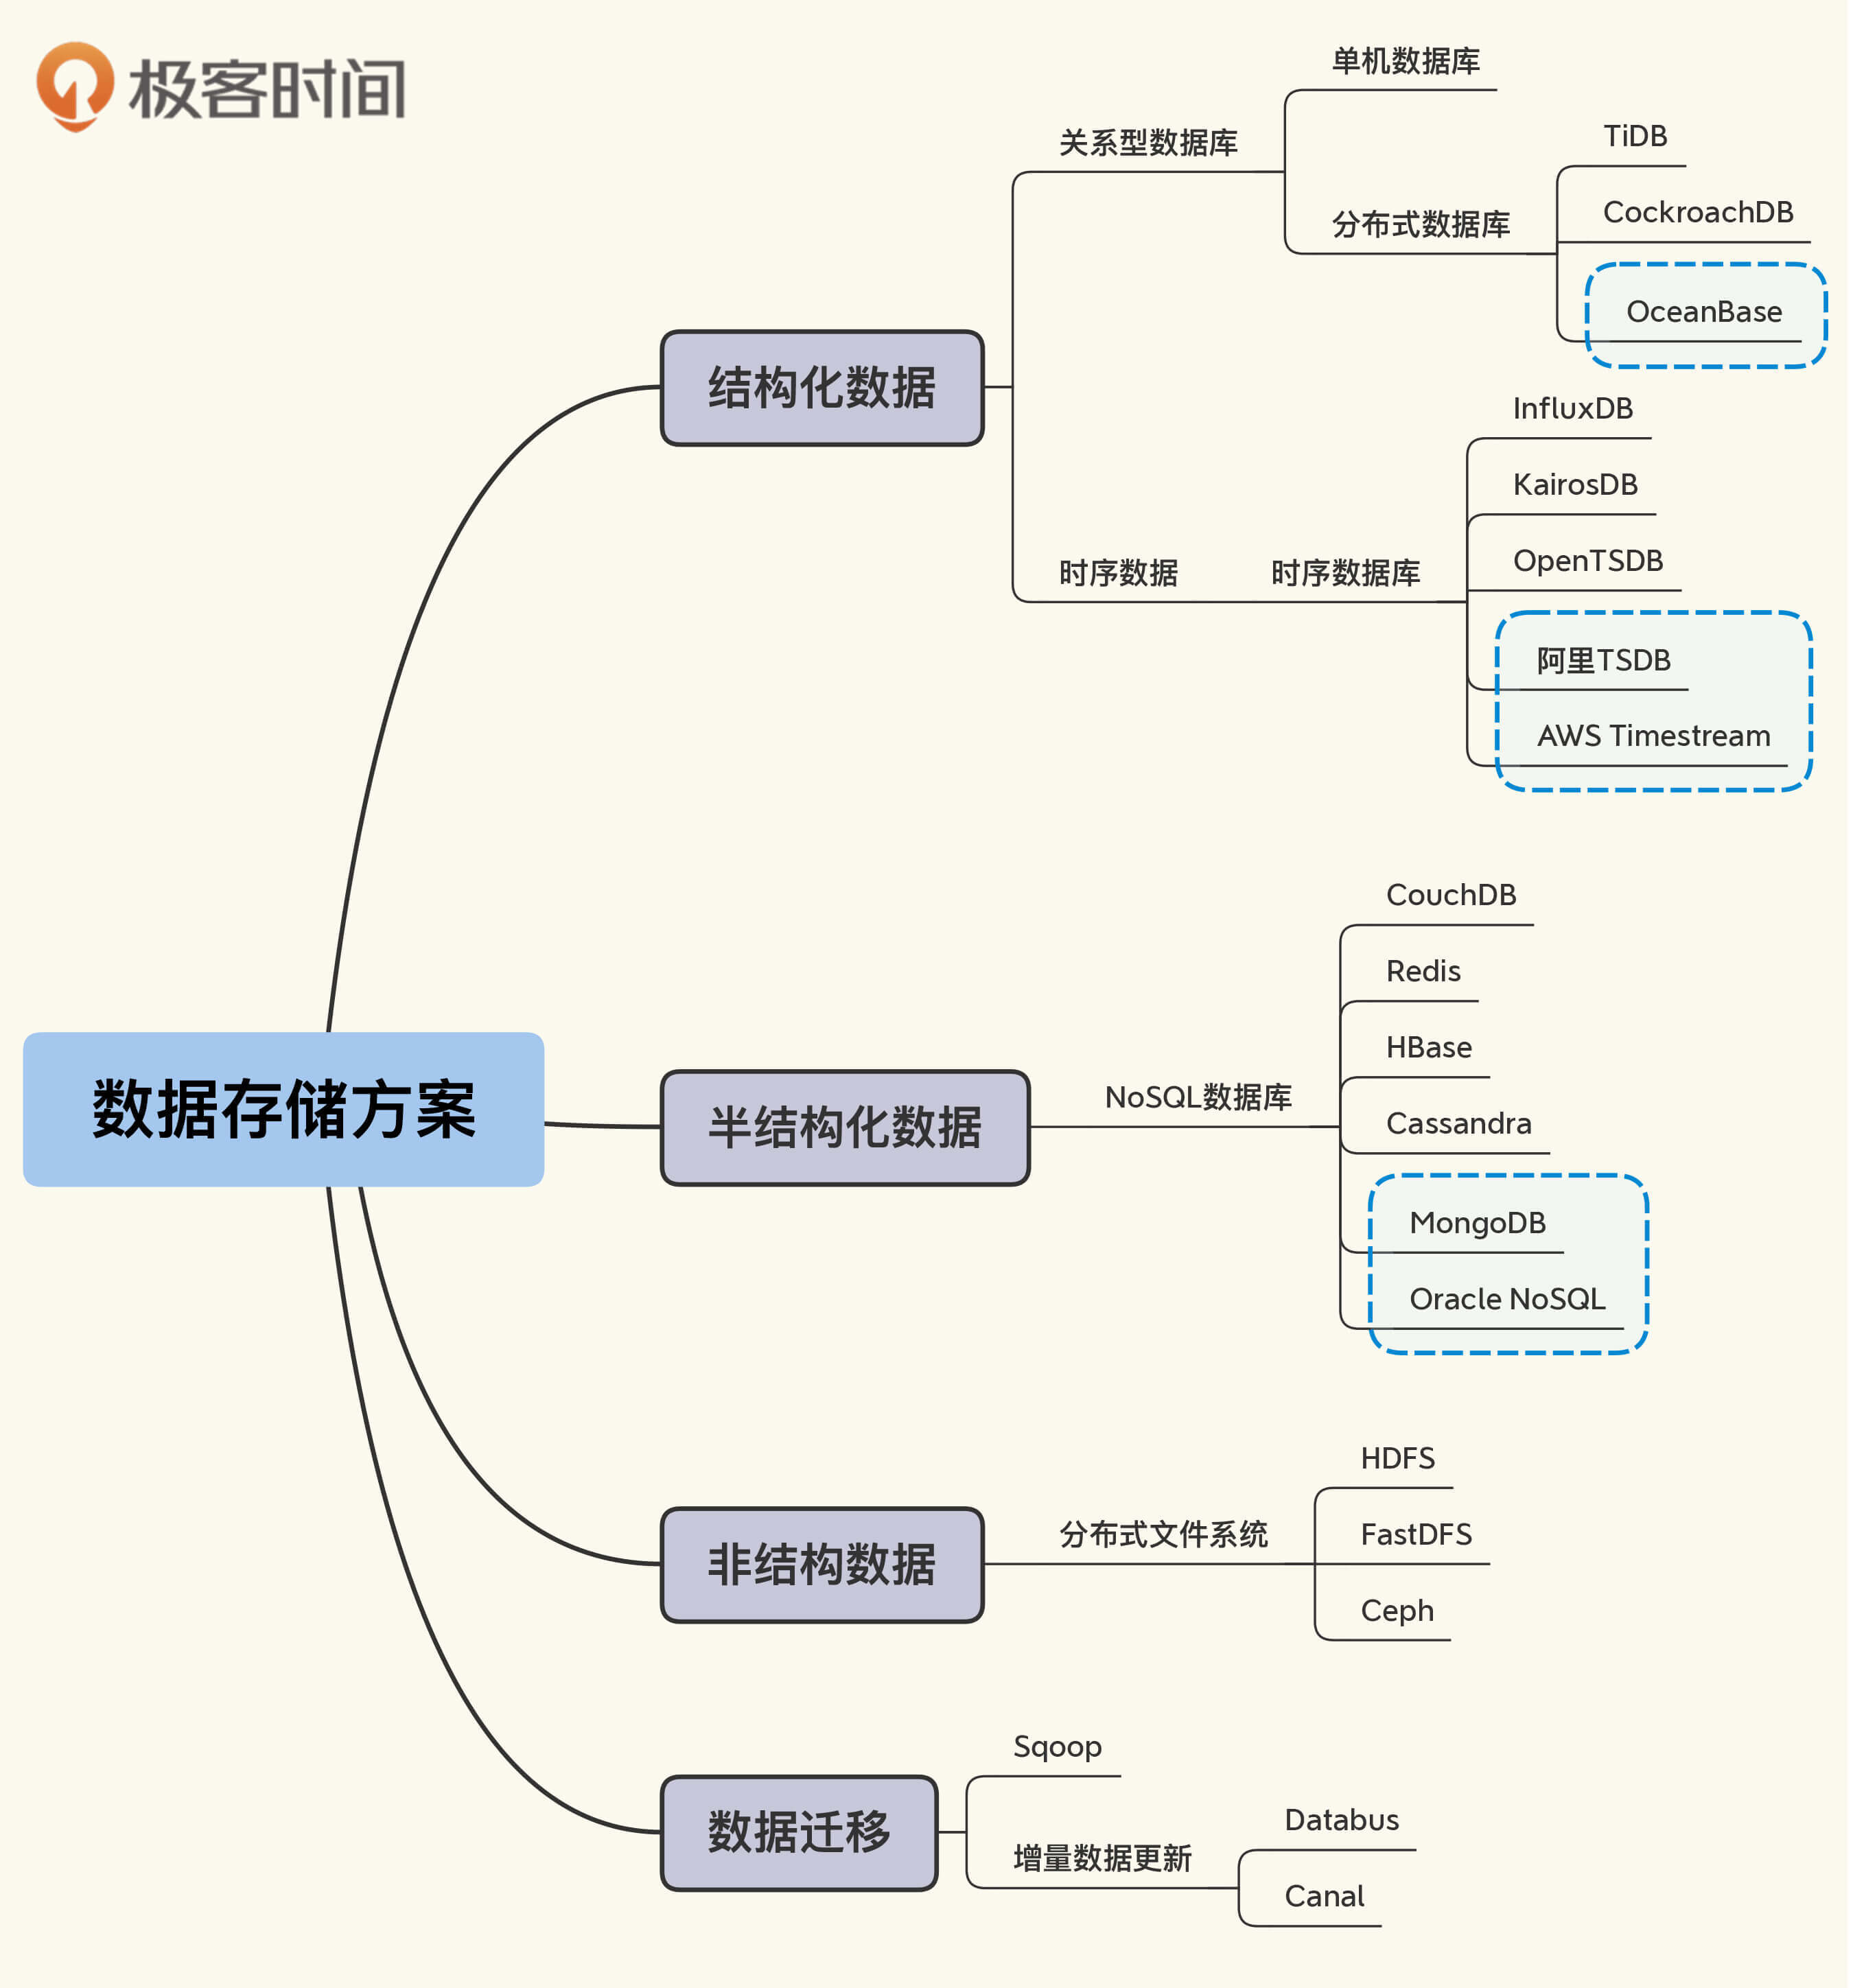 极客时间
单机数据库
关系型数据库
TiDB
分布式数据库
CockroachDB
OceanBase
结构化数据
InfluxDB
KairosDB
OpenTSDB
时序数据
时序数据库
阿里TSDB
AWS Timestream
CouchDB
Redis
HBase
数据存储方案
半结构化数据
NoSQL数据库
Cassandra
MongoDB
Oracle NoSQL
HDFS
非结构数据
分布式文件系统
FastDFS
Ceph
Sqoop
数据迁移
Databus
增量数据更新
Canal